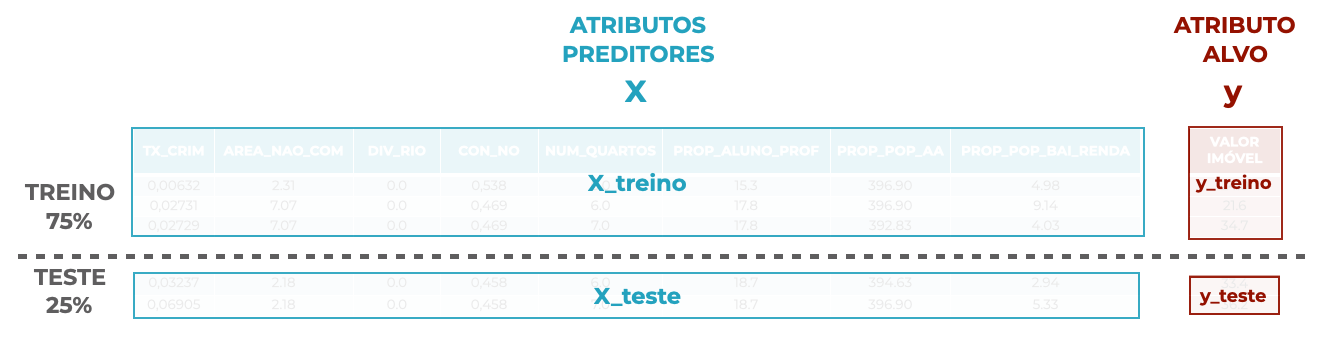 ATRIBUTOS
PREDITORES
X
ATRIBUTO
ALVO
y
TX_CRIM AREA_NAO_COM DIV_RIO CON_NO NUM_QUARTOS PROP_ALUNO_PROF PROP_POP_AA PROP_POP_BAI_RENDA
VALOR
IMÓVEL
TREINO
75%
X_treino
y_treino
0,00632 2.31 0.0 0,538 15.3 396.90 4.98
0,02731 7.07 0.0 0,469 6.0 17.8 396.90 9.14 21.6
0,02729 7.07 0.0 0,469 7.0 17.8 392.83 4.03 34.7
TESTE
25%
X_teste
y_teste
0,03237 2.18 0.0 0,458 6.0 18.7 394.63 2.94
0,06905 2.18 0.0 0,458 18.7 396.90 5.33